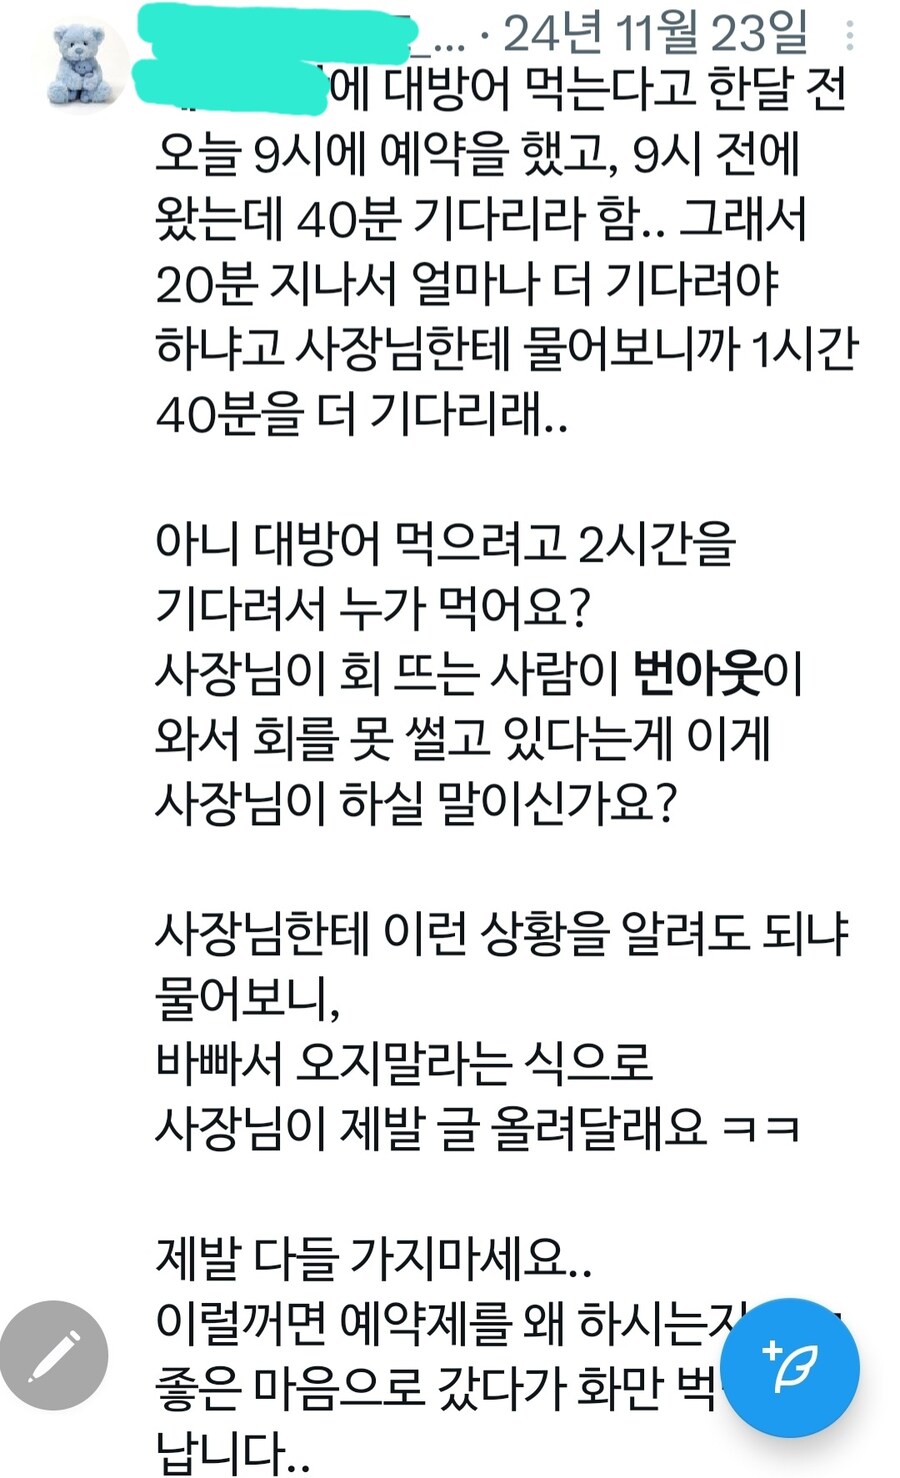 _... · 24년 11월 23일
에 대방어 먹는다고 한달 전
오늘 9시에 예약을 했고, 9시 전에
왔는데 40분 기다리라 함.. 그래서
20분 지나서 얼마나 더 기다려야
하냐고 사장님한테 물어보니까 1시간
40분을 더 기다리래..
아니 대방어 먹으려고 2시간을
기다려서 누가 먹어요?
사장님이 회 뜨는 사람이 번아웃이
와서 회를 못 썰고 있다는게 이게
사장님이 하실 말이신가요?
사장님한테 이런 상황을 알려도 되냐
물어보니,
바빠서 오지말라는 식으로
사장님이 제발 글 올려달래요 ㅋㅋ
제발 다들 가지마세요..
이럴꺼면 예약제를 왜 하시는지
좋은 마음으로 갔다가 화만 벅
납니다..